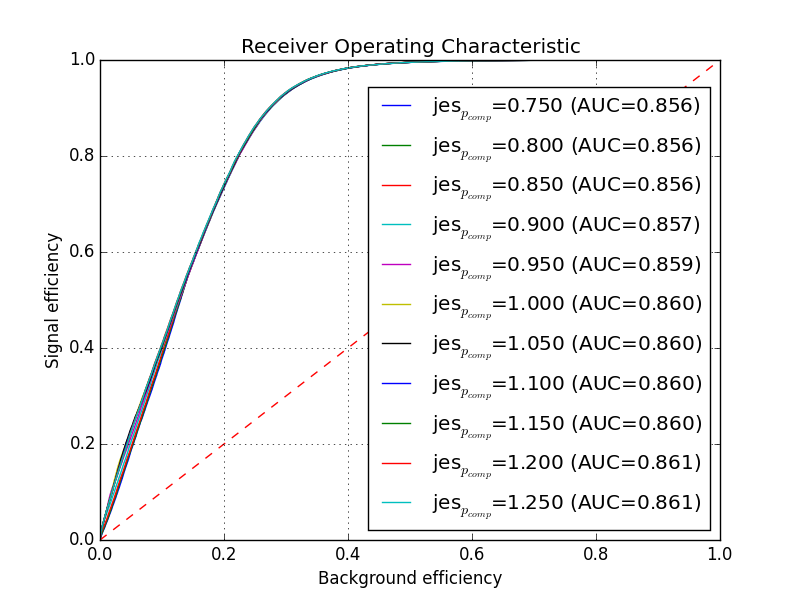 Receiver Operating Characteristic
1.0
0.8
0.6
0.4
0.2
0.0
Signal efficiency
jes_{p_{comp}}=0.750 (AUC=0.856)
jes_{p_{comp}}=0.800 (AUC=0.856)
jes_{p_{comp}}=0.850 (AUC=0.856)
jes_{p_{comp}}=0.900 (AUC=0.857)
jes_{p_{comp}}=0.950 (AUC=0.859)
jes_{p_{comp}}=1.000 (AUC=0.860)
jes_{p_{comp}}=1.050 (AUC=0.860)
jes_{p_{comp}}=1.100 (AUC=0.860)
jes_{p_{comp}}=1.150 (AUC=0.860)
jes_{p_{comp}}=1.200 (AUC=0.861)
jes_{p_{comp}}=1.250 (AUC=0.861)
0.0 0.2 0.4 0.6 0.8 1.0
Background efficiency